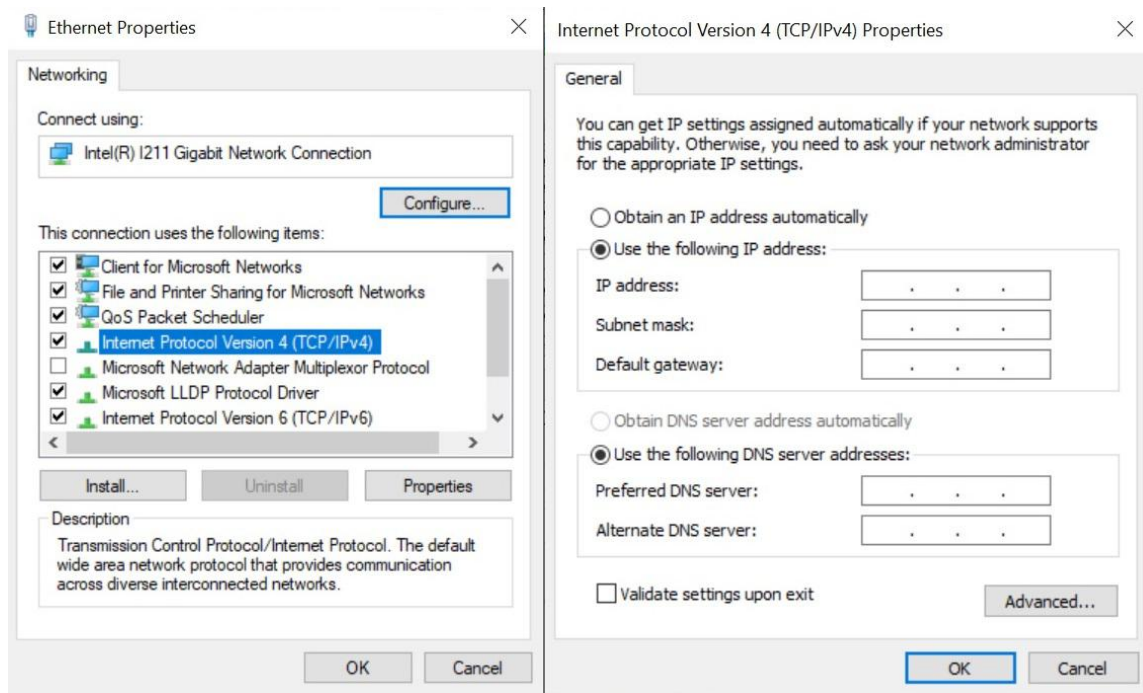 Ethernet Properties
Networking
Connect using:
Intel(R) I211 Gigabit Network Connection
Configure...
This connection uses the following items:
Client for Microsoft Networks
File and Printer Sharing for Microsoft Networks
QoS Packet Scheduler
Internet Protocol Version 4 (TCP/IPv4)
Microsoft Network Adapter Multiplexor Protocol
Microsoft LLDP Protocol Driver
Internet Protocol Version 6 (TCP/IPv6)
Install...
Uninstall
Properties
Description
Transmission Control Protocol/Internet Protocol. The default
wide area network protocol that provides communication
across diverse interconnected networks.
OK
Cancel
Internet Protocol Version 4 (TCP/IPv4) Properties
General
You can get IP settings assigned automatically if your network supports
this capability. Otherwise, you need to ask your network administrator
for the appropriate IP settings.
Obtain an IP address automatically
Use the following IP address:
IP address:
Subnet mask:
Default gateway:
Obtain DNS server address automatically
Use the following DNS server addresses:
Preferred DNS server:
Alternate DNS server:
Validate settings upon exit
Advanced...
OK
Cancel